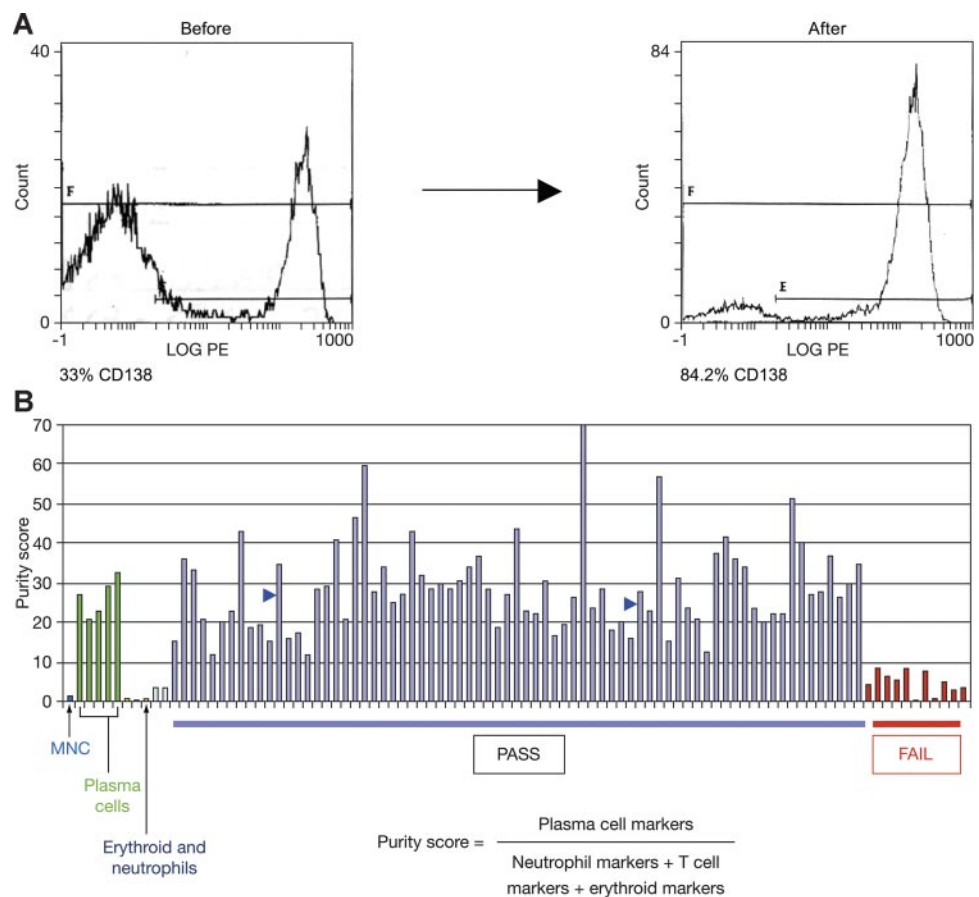 A
Before
After
40
84
Count
Count
F
F
E
0
0
-1
1000
-1
1000
LOG PE
LOG PE
33% CD138
84.2% CD138
B
70
60
50
40
30
20
10
0
Purity score
MNC
PASS
FAIL
Plasma
cells
Erythroid and
neutrophils
Purity score =
Plasma cell markers
Neutrophil markers + T cell
markers + erythroid markers